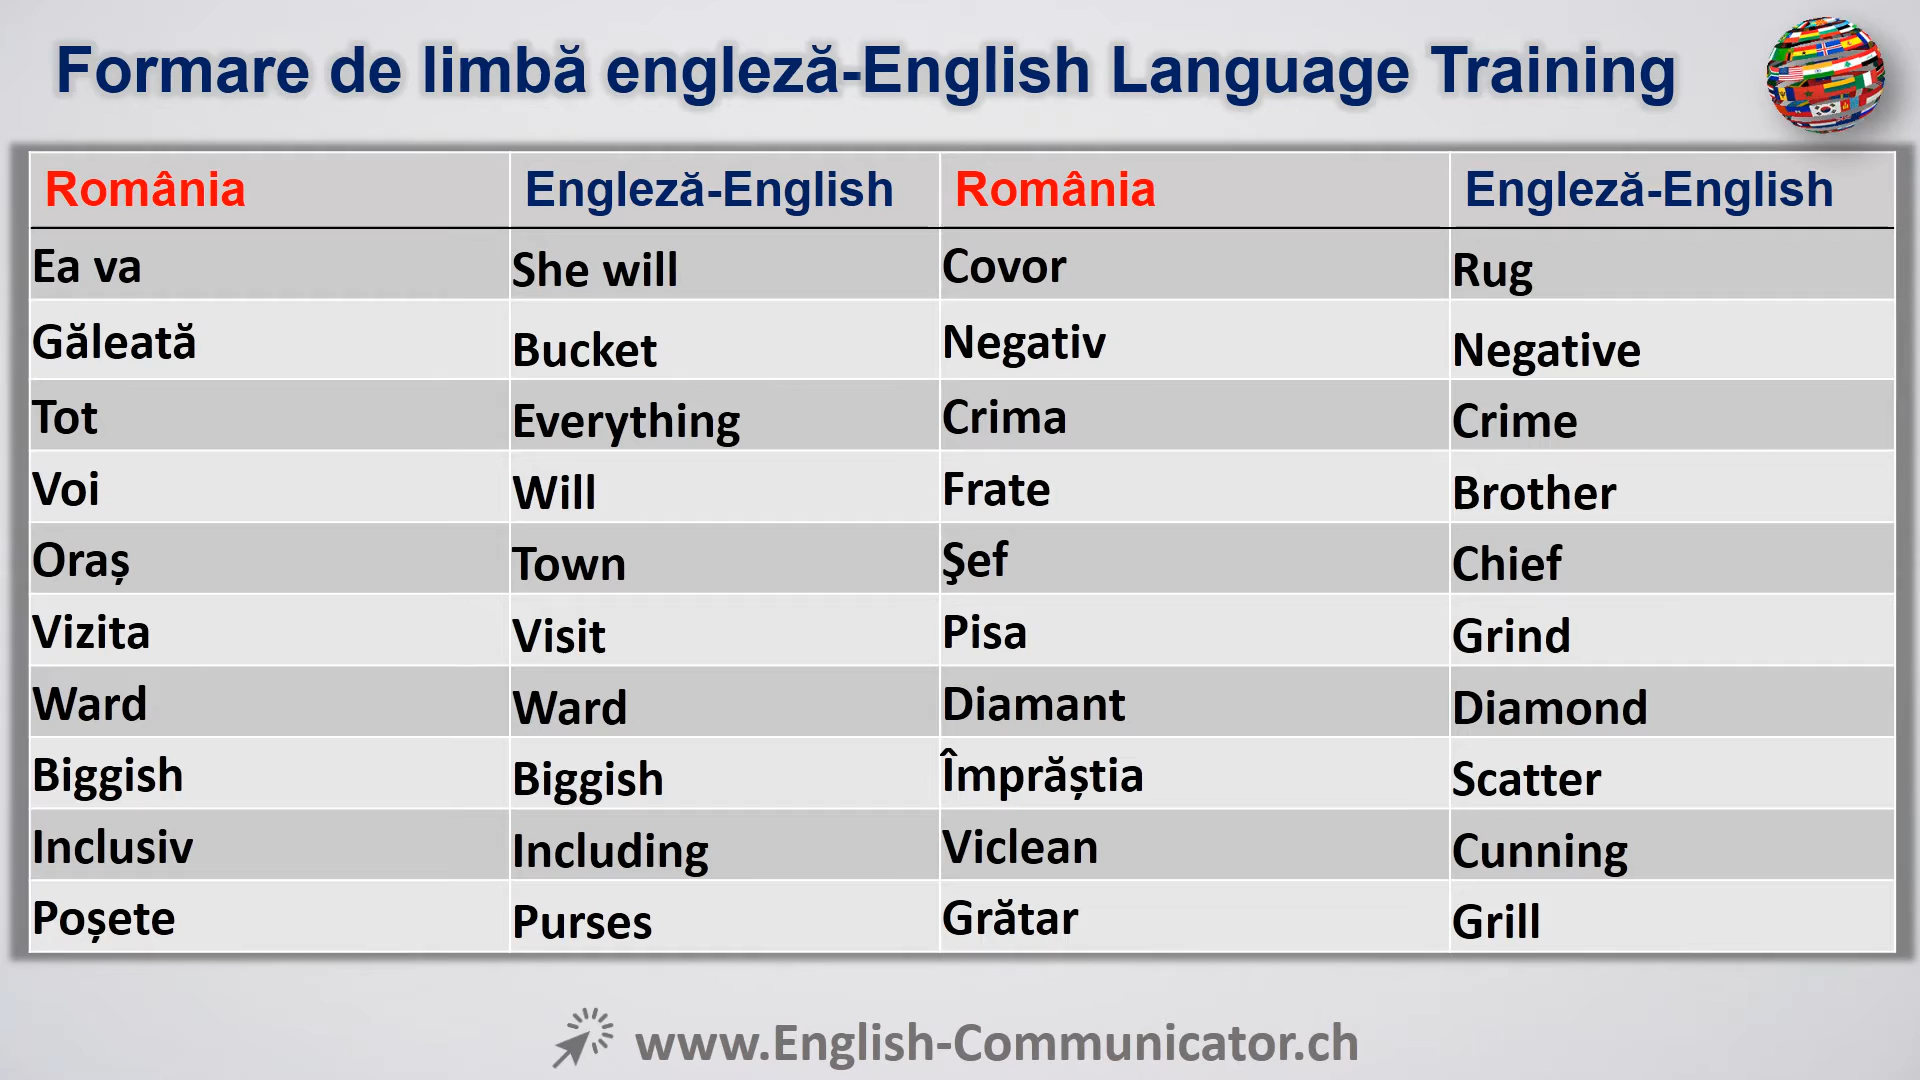 Formare de limbă engleză-English Language Training
România Engleză-English România Engleză-English
Ea va She will Covor Rug
Găleată Bucket Negativ Negative
Tot Everything Crima Crime
Voi Will Frate Brother
Oraș Town Şef Chief
Vizita Visit Pisa Grind
Ward Ward Diamant Diamond
Biggish Biggish Împrăștia Scatter
Inclusiv Including Viclean Cunning
Poșete Purses Grătar Grill
www.English-Communicator.ch